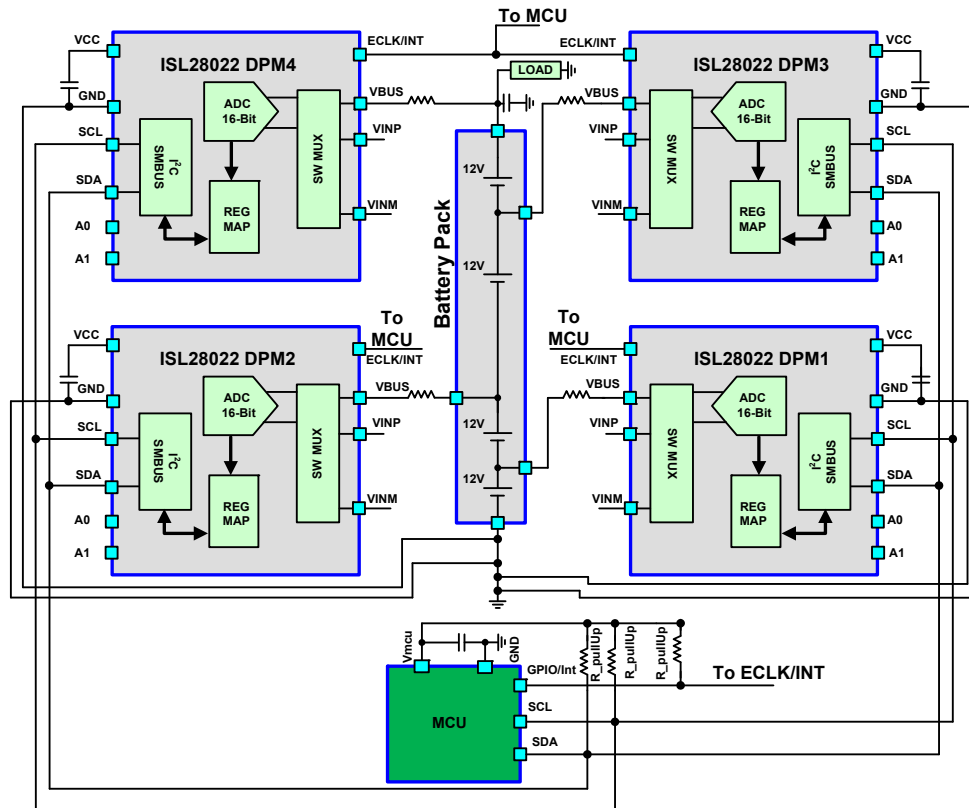 To MCU
VCC
GND
SCL
SDA
A0
A1
ISL28022 DPM4
ADC
16-Bit
I²C
SMBUS
REG
MAP
SW MUX
ECLK/INT
VBUS
VINP
VINM
LOAD
Battery Pack
12V
12V
12V
12V
ECLK/INT
VBUS
VINP
VINM
ISL28022 DPM3
ADC
16-Bit
SW MUX
I²C
SMBUS
REG
MAP
VCC
GND
SCL
SDA
A0
A1
VCC
GND
SCL
SDA
A0
A1
ISL28022 DPM2
ADC
16-Bit
I²C
SMBUS
REG
MAP
SW MUX
To
MCU
ECLK/INT
VBUS
VINP
VINM
To
MCU
ECLK/INT
VBUS
VINP
VINM
ISL28022 DPM1
ADC
16-Bit
SW MUX
I²C
SMBUS
REG
MAP
VCC
GND
SCL
SDA
A0
A1
Vmcu
GND
R_pullUp
R_pullUp
R_pullUp
GPIO/Int
To ECLK/INT
MCU
SCL
SDA